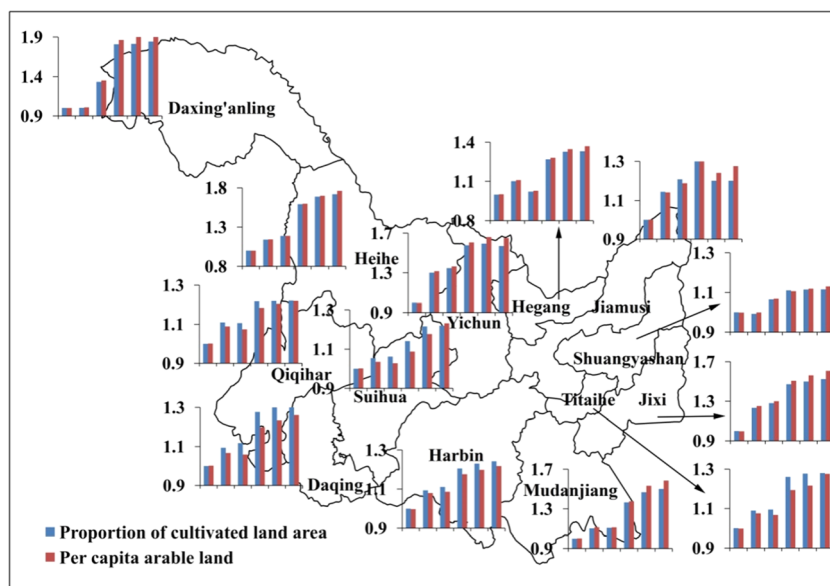 1.9
1.4
0.9
Daxing'anling
1.4
1.1
0.8
1.3
1.1
0.9
1.8
1.3
0.8
Heihe
1.7
1.3
0.9
Hegang
Jiamusi
Yichun
1.3
1.1
0.9
1.3
1.1
0.9
Qiqihar
1.3
1.1
0.9
Suihua
Shuangyashan
Titaihe
Jixi
1.7
1.3
0.9
1.3
1.1
0.9
Daqing
Harbin
1.3
1.1
0.9
Mudanjiang
1.7
1.3
0.9
1.3
1.1
0.9
Proportion of cultivated land area
Per capita arable land